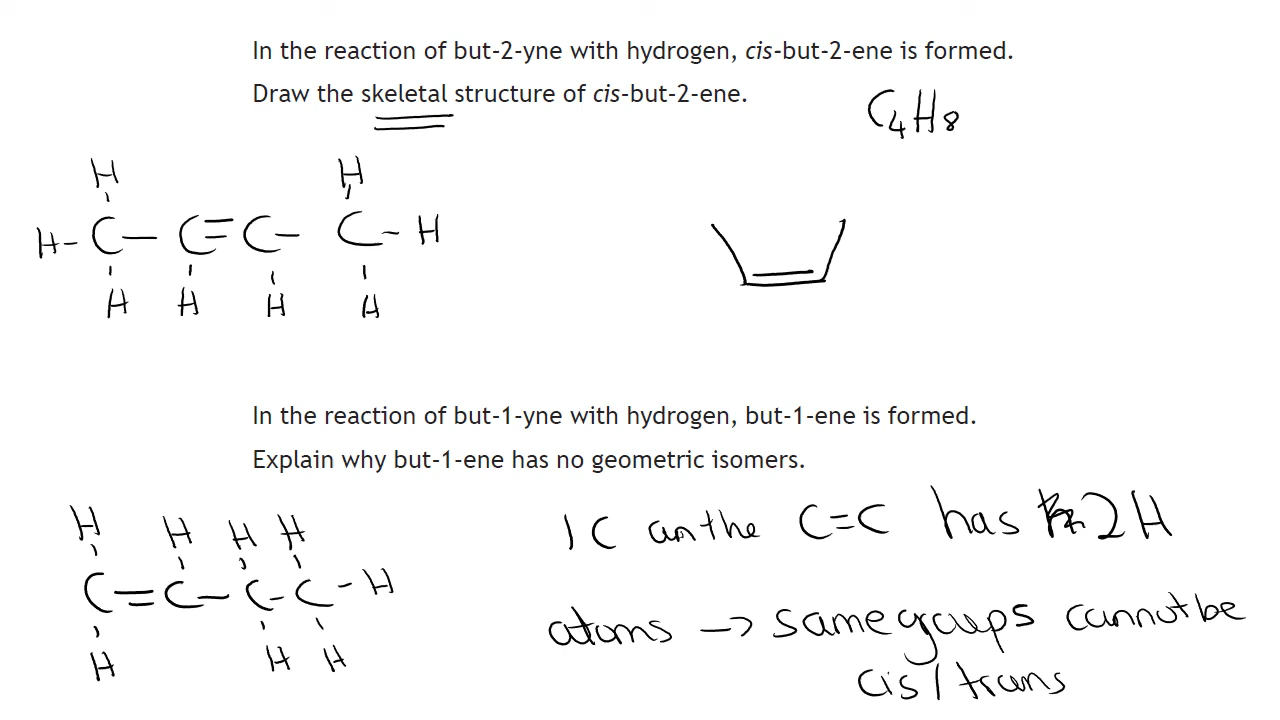 In the reaction of but-2-yne with hydrogen, cis-but-2-ene is formed.
Draw the skeletal structure of cis-but-2-ene.
C4H8
H H
H- C - C = C - C - H
H H H H
In the reaction of but-1-yne with hydrogen, but-1-ene is formed.
Explain why but-1-ene has no geometric isomers.
H H H H
C = C - C - C - H
H H H
1 C on the C=C has 2 H
atoms → same groups cannot be
cis / trans